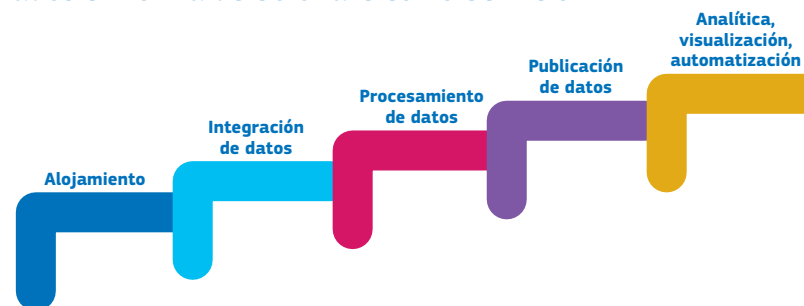 Alojamiento
Integración
de datos
Procesamiento
de datos
Publicación
de datos
Analítica,
visualización,
automatización